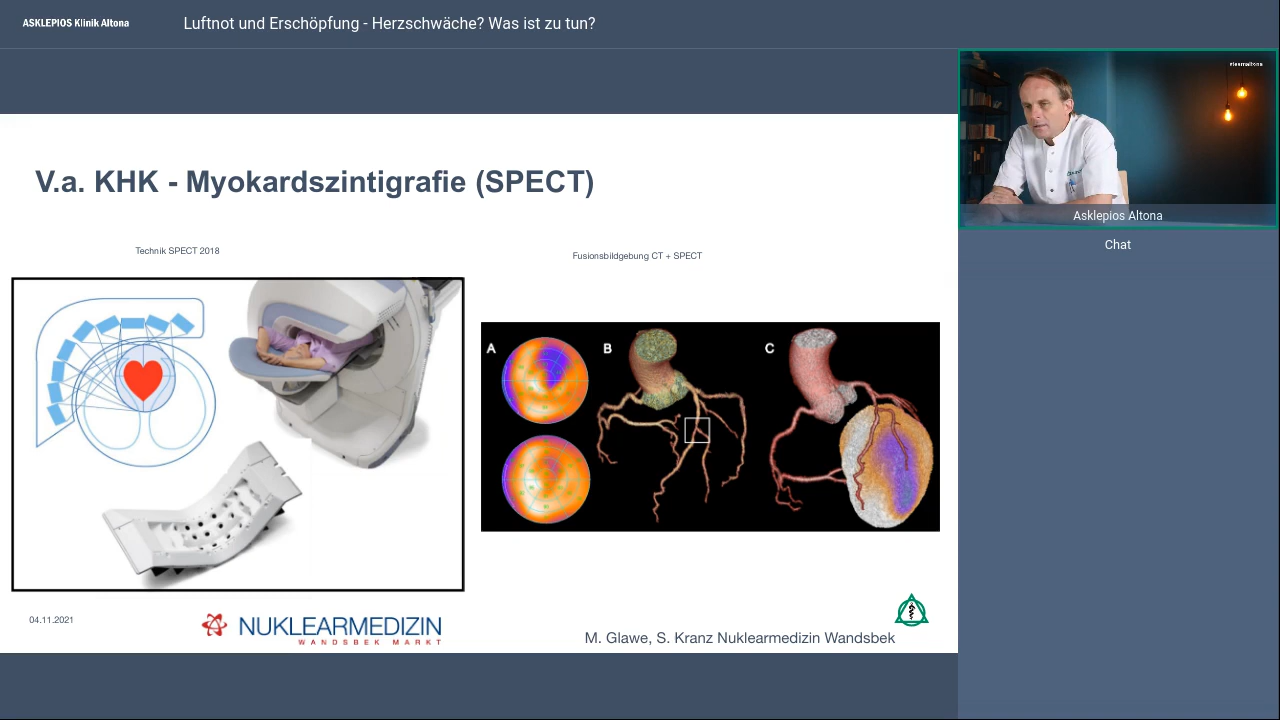 ASKLEPIOS Klinik Altona
Luftnot und Erschöpfung - Herzschwäche? Was ist zu tun?
#teamaltona
Asklepios Altona
Chat
V.a. KHK - Myokardszintigrafie (SPECT)
Technik SPECT 2018
Fusionsbildgebung CT + SPECT
A
B
C
04.11.2021
NUKLEARMEDIZIN
WANDSBEK MARKT
M. Glawe, S. Kranz Nuklearmedizin Wandsbek